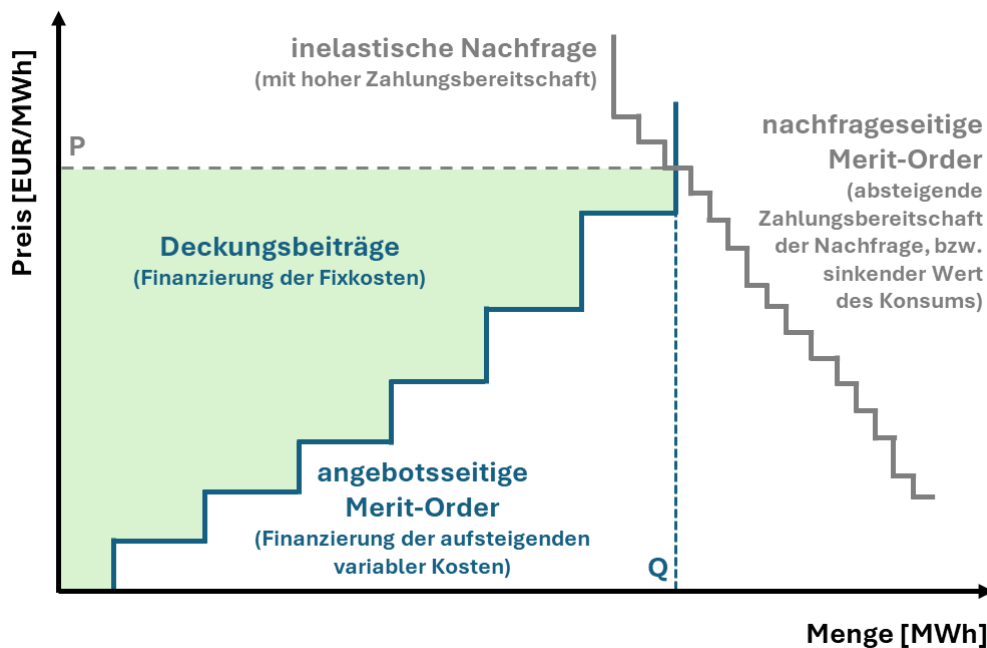 Preis [EUR/MWh]
inelastische Nachfrage
(mit hoher Zahlungsbereitschaft)
P
nachfrageseitige
Merit-Order
(absteigende
Zahlungsbereitschaft
der Nachfrage, bzw.
sinkender Wert
des Konsums)
Deckungsbeiträge
(Finanzierung der Fixkosten)
angebotsseitige
Merit-Order
(Finanzierung der aufsteigenden
variabler Kosten)
Q
Menge [MWh]